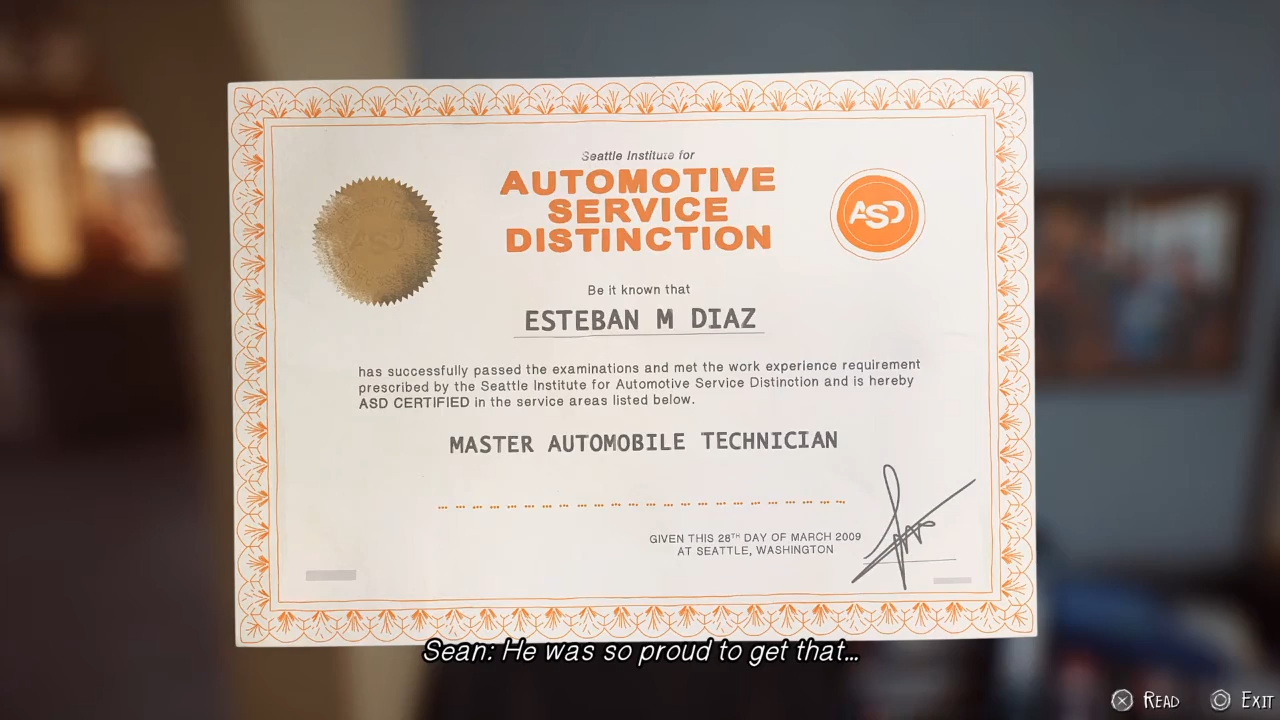 Seattle Institute for
AUTOMOTIVE
SERVICE
DISTINCTION
ASD
ASD
Be it known that
ESTEBAN M DIAZ
has successfully passed the examinations and met the work experience requirement
prescribed by the Seattle Institute for Automotive Service Distinction and is hereby
ASD CERTIFIED in the service areas listed below.
MASTER AUTOMOBILE TECHNICIAN
GIVEN THIS 28TH DAY OF MARCH 2009
AT SEATTLE, WASHINGTON
Sean: He was so proud to get that...
READ EXIT